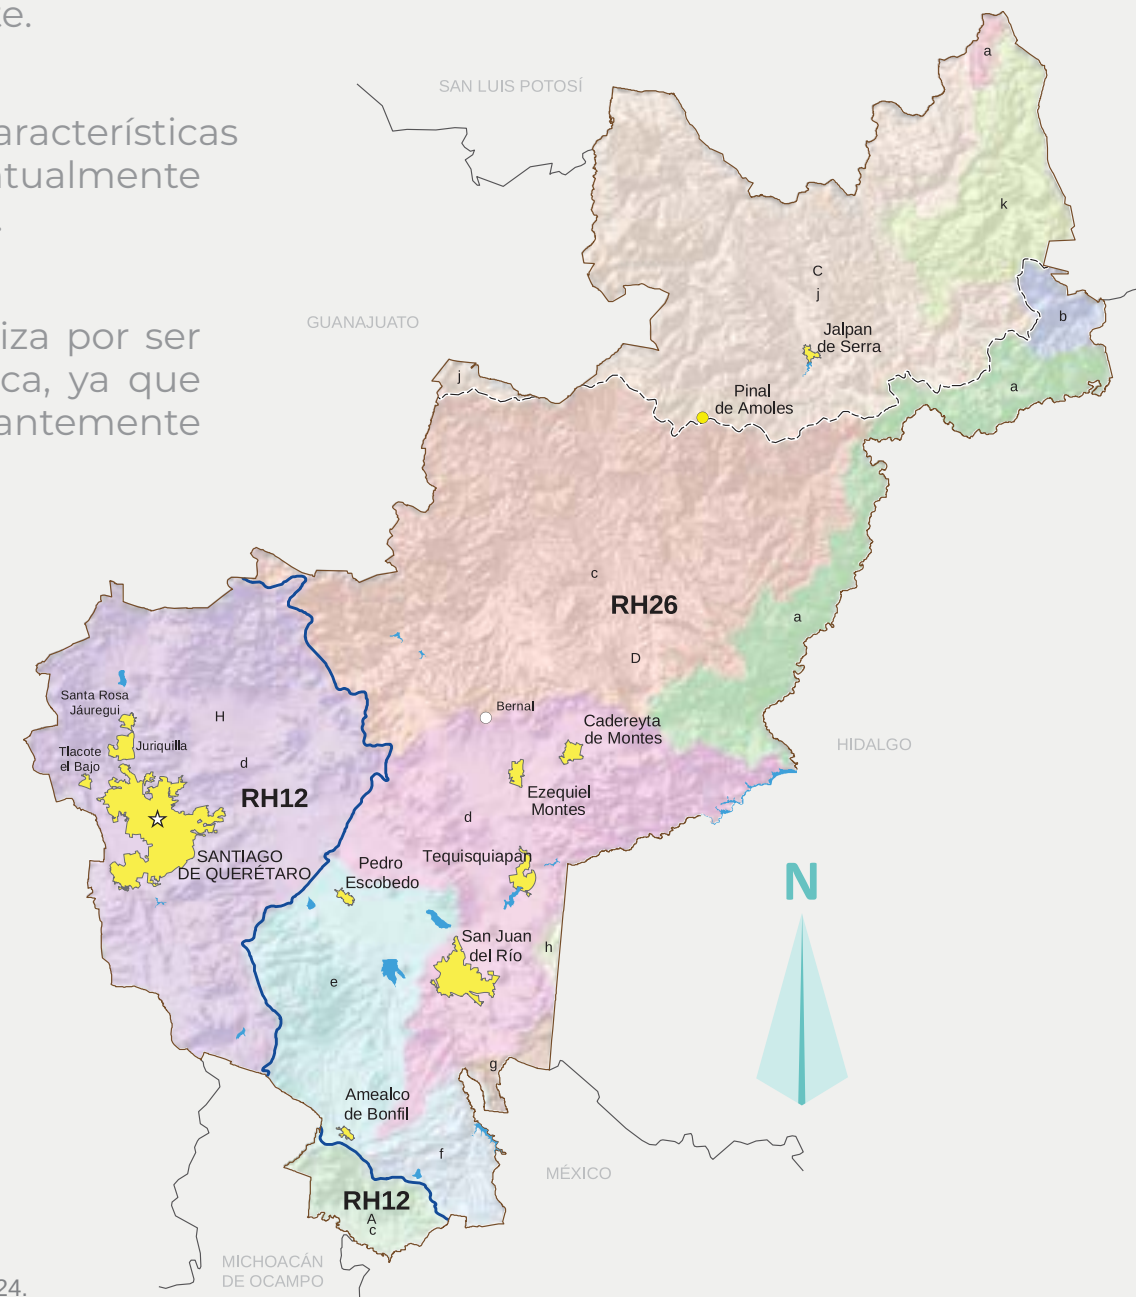 te.
aracterísticas
ntualmente
iza por ser
ca, ya que
antemente
SAN LUIS POTOSÍ
a
k
C
j
b
GUANAJUATO
Jalpan
de Serra
j
Pinal
de Amoles
a
c
RH26
a
D
Santa Rosa
Jáuregui
H
Bernal
Cadereyta
de Montes
Juriquilla
Tlacote
el Bajo
d
HIDALGO
RH12
Ezequiel
Montes
d
SANTIAGO
DE QUERÉTARO
Pedro
Escobedo
Tequisquiapan
N
San Juan
del Río
h
e
g
Amealco
de Bonfil
f
MÉXICO
RH12
A
c
MICHOACÁN
DE OCAMPO
24.